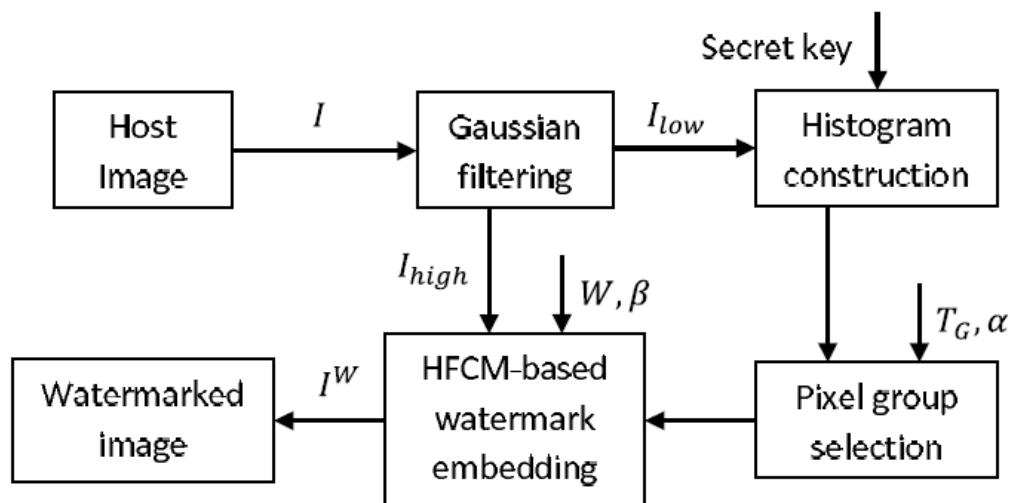 Secret key
Host
Image
I
Gaussian
filtering
I_low
Histogram
construction
I_high
W, β
T_G, α
Watermarked
image
I^W
HFCM-based
watermark
embedding
Pixel group
selection